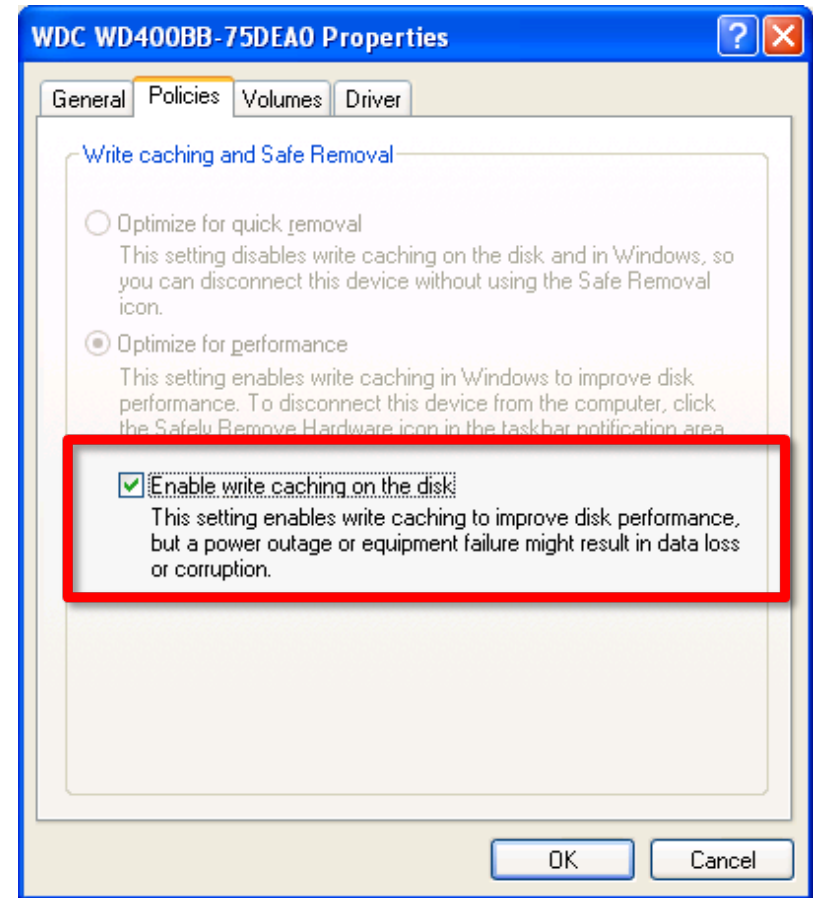 WDC WD400BB-75DEA0 Properties
General Policies Volumes Driver
Write caching and Safe Removal
Optimize for quick removal
This setting disables write caching on the disk and in Windows, so
you can disconnect this device without using the Safe Removal
icon.
Optimize for performance
This setting enables write caching in Windows to improve disk
performance. To disconnect this device from the computer, click
the Safely Remove Hardware icon in the taskbar notification area
Enable write caching on the disk
This setting enables write caching to improve disk performance,
but a power outage or equipment failure might result in data loss
or corruption.
OK Cancel